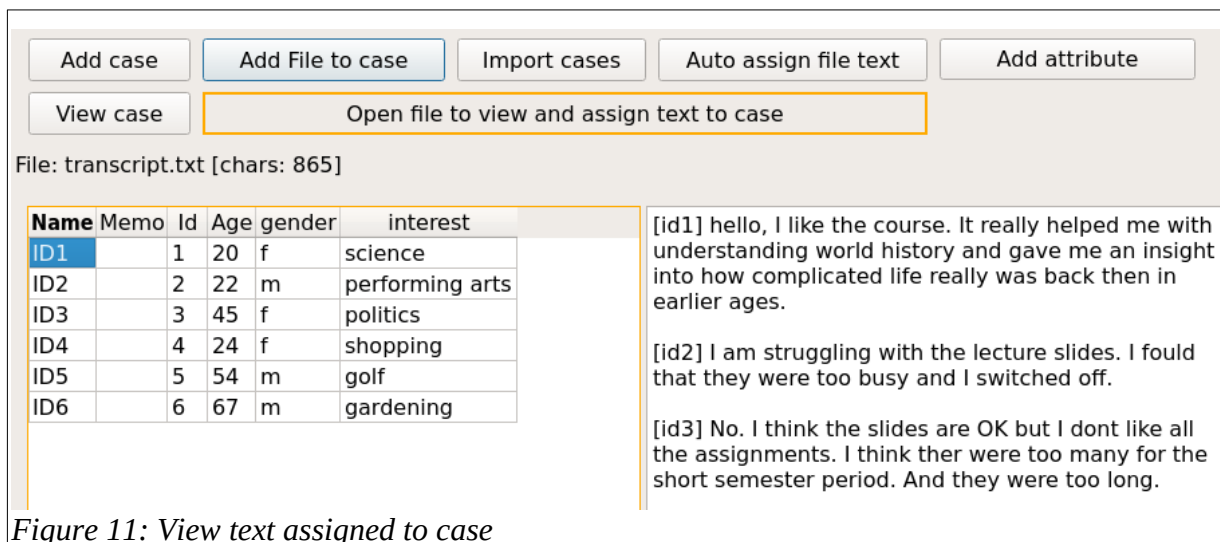 Add case Add File to case Import cases Auto assign file text Add attribute
View case Open file to view and assign text to case
File: transcript.txt [chars: 865]
Name Memo Id Age gender interest
ID1 1 20 f science
ID2 2 22 m performing arts
ID3 3 45 f politics
ID4 4 24 f shopping
ID5 5 54 m golf
ID6 6 67 m gardening
[id1] hello, I like the course. It really helped me with
understanding world history and gave me an insight
into how complicated life really was back then in
earlier ages.
[id2] I am struggling with the lecture slides. I fould
that they were too busy and I switched off.
[id3] No. I think the slides are OK but I dont like all
the assignments. I think ther were too many for the
short semester period. And they were too long.
Figure 11: View text assigned to case